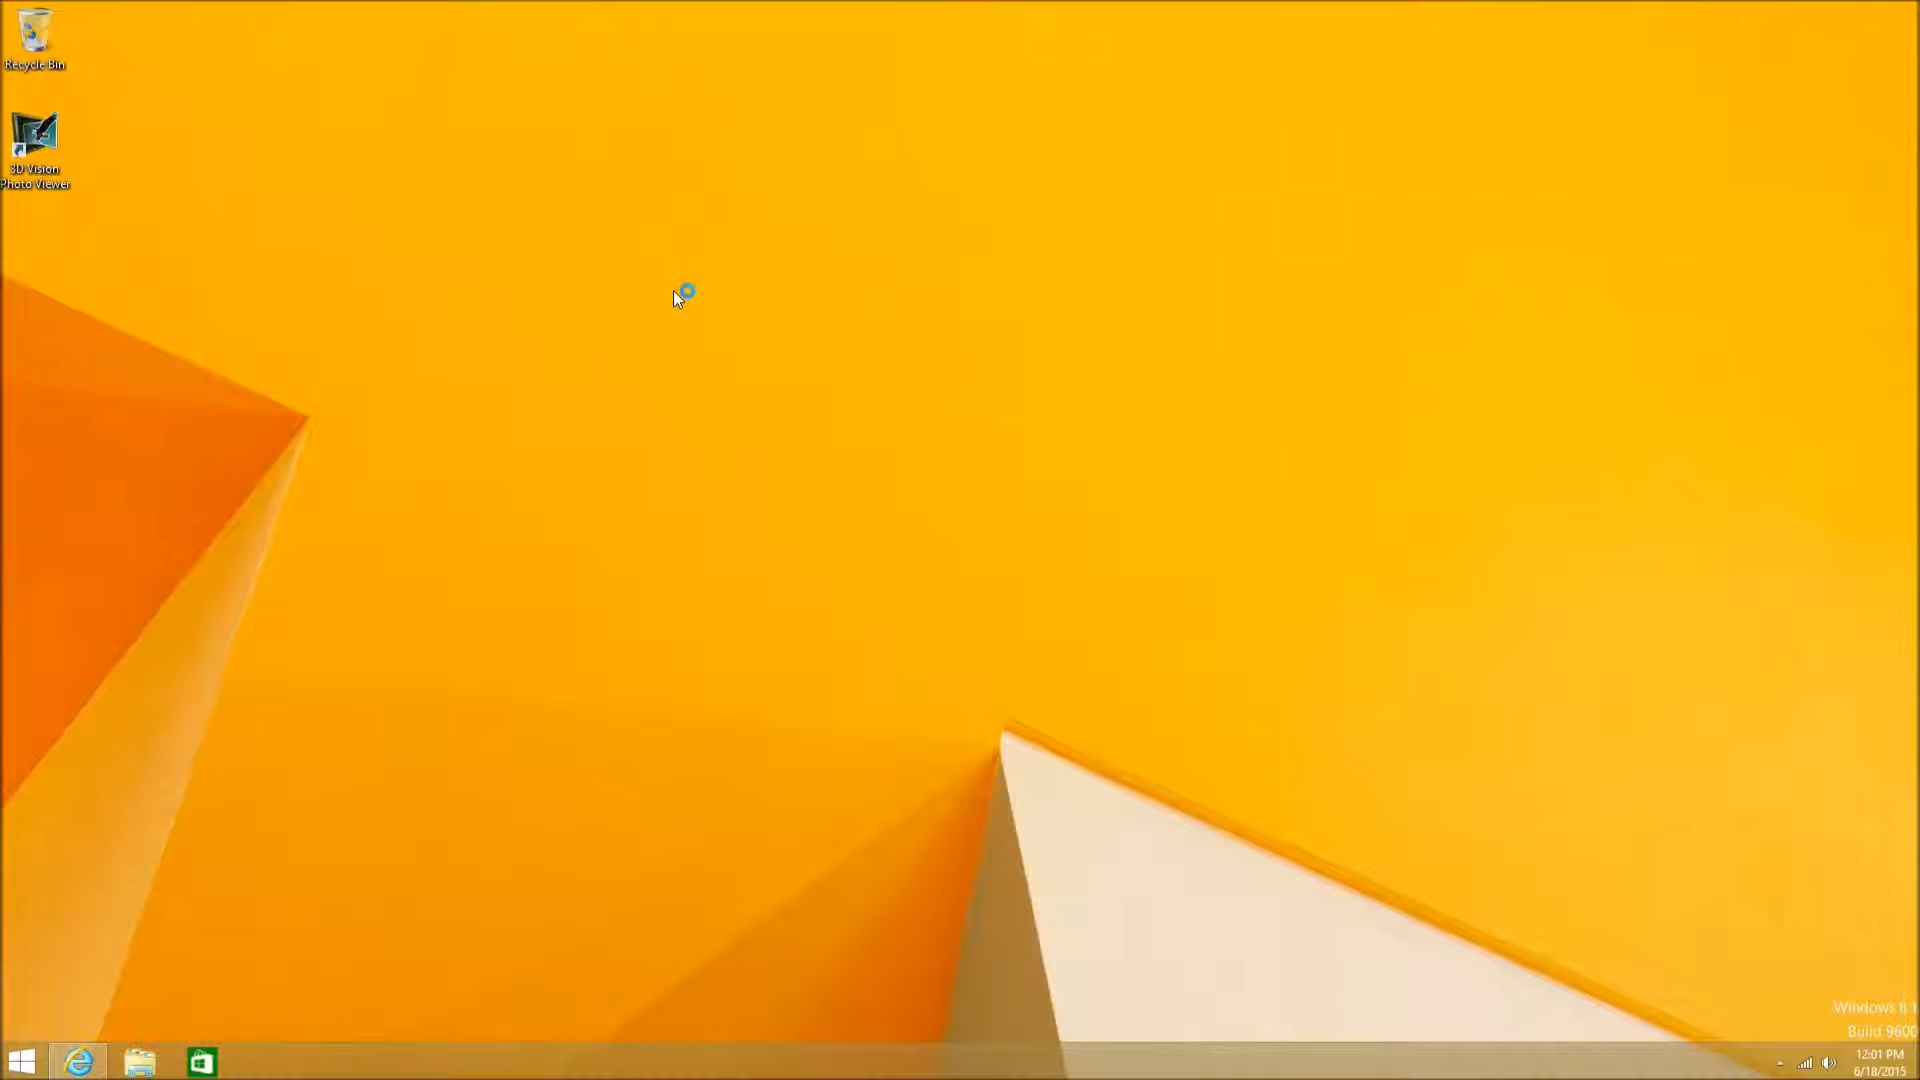 Recycle Bin
3D Vision
Photo Viewer
Windows 8.1
Build 9600
12:01 PM
6/18/2015